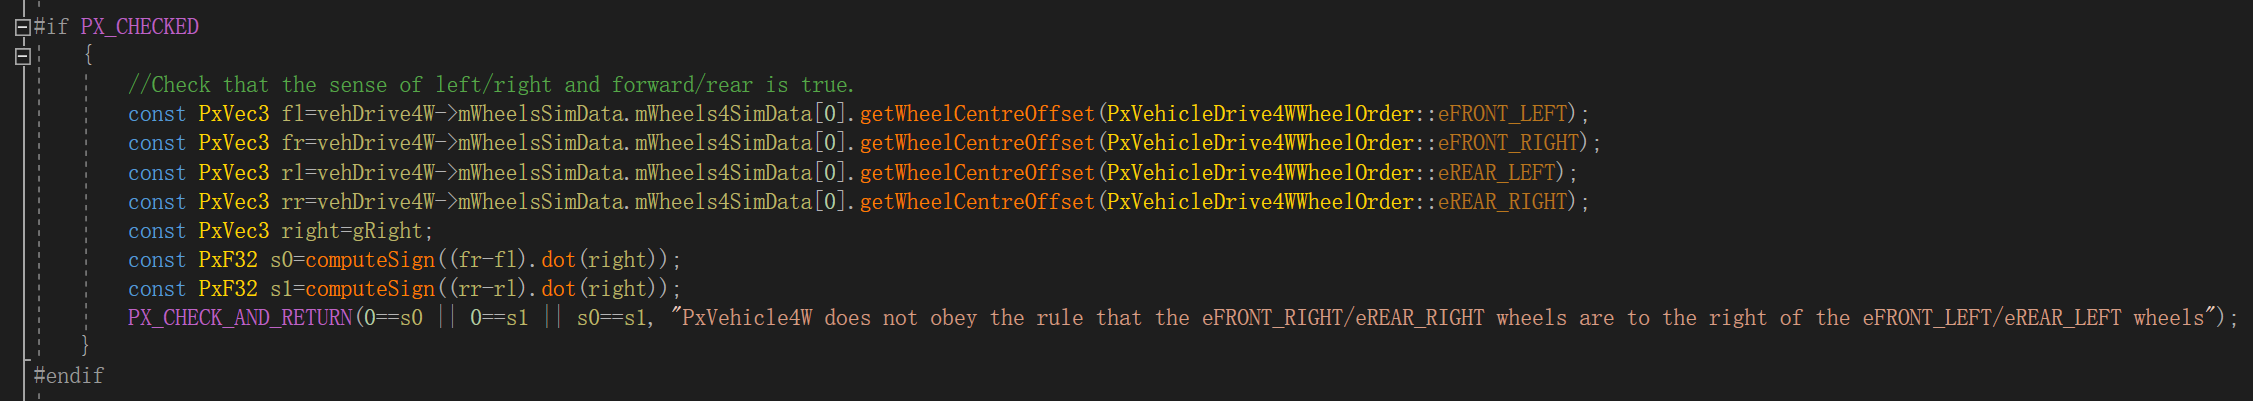 #if PX_CHECKED
{
//Check that the sense of left/right and forward/rear is true.
const PxVec3 fl=vehDrive4W->mWheelsSimData.mWheels4SimData[0].getWheelCentreOffset(PxVehicleDrive4WWheelOrder::eFRONT_LEFT);
const PxVec3 fr=vehDrive4W->mWheelsSimData.mWheels4SimData[0].getWheelCentreOffset(PxVehicleDrive4WWheelOrder::eFRONT_RIGHT);
const PxVec3 rl=vehDrive4W->mWheelsSimData.mWheels4SimData[0].getWheelCentreOffset(PxVehicleDrive4WWheelOrder::eREAR_LEFT);
const PxVec3 rr=vehDrive4W->mWheelsSimData.mWheels4SimData[0].getWheelCentreOffset(PxVehicleDrive4WWheelOrder::eREAR_RIGHT);
const PxVec3 right=gRight;
const PxF32 s0=computeSign((fr-fl).dot(right));
const PxF32 s1=computeSign((rr-rl).dot(right));
PX_CHECK_AND_RETURN(0==s0 || 0==s1 || s0==s1, "PxVehicle4W does not obey the rule that the eFRONT_RIGHT/eREAR_RIGHT wheels are to the right of the eFRONT_LEFT/eREAR_LEFT wheels");
}
#endif